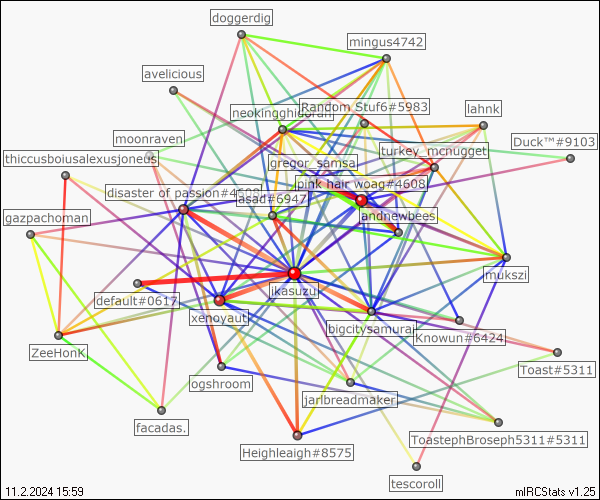 doggerdig
mingus4742
avelicious
Random_Stuf6#5983
lahnk
neokingghidorah
moonraven
Duck™#9103
turkey_mcnugget
thiccusboiusalexusjoneus
gregor_samsa
pink hair woag#4608
disaster of passion#4608
asad#6947
andnewbees
gazpachoman
mukszi
jkasuzu
default#0617
xenoyaut
bigcitysamurai
Knowun#6424
ZeeHonK
Toast#5311
ogshroom
jarlbreadmaker
facadas.
ToastephBroseph5311#5311
Heighleaigh#8575
tescoroll
11.2.2024 15:59
mIRCStats v1.25